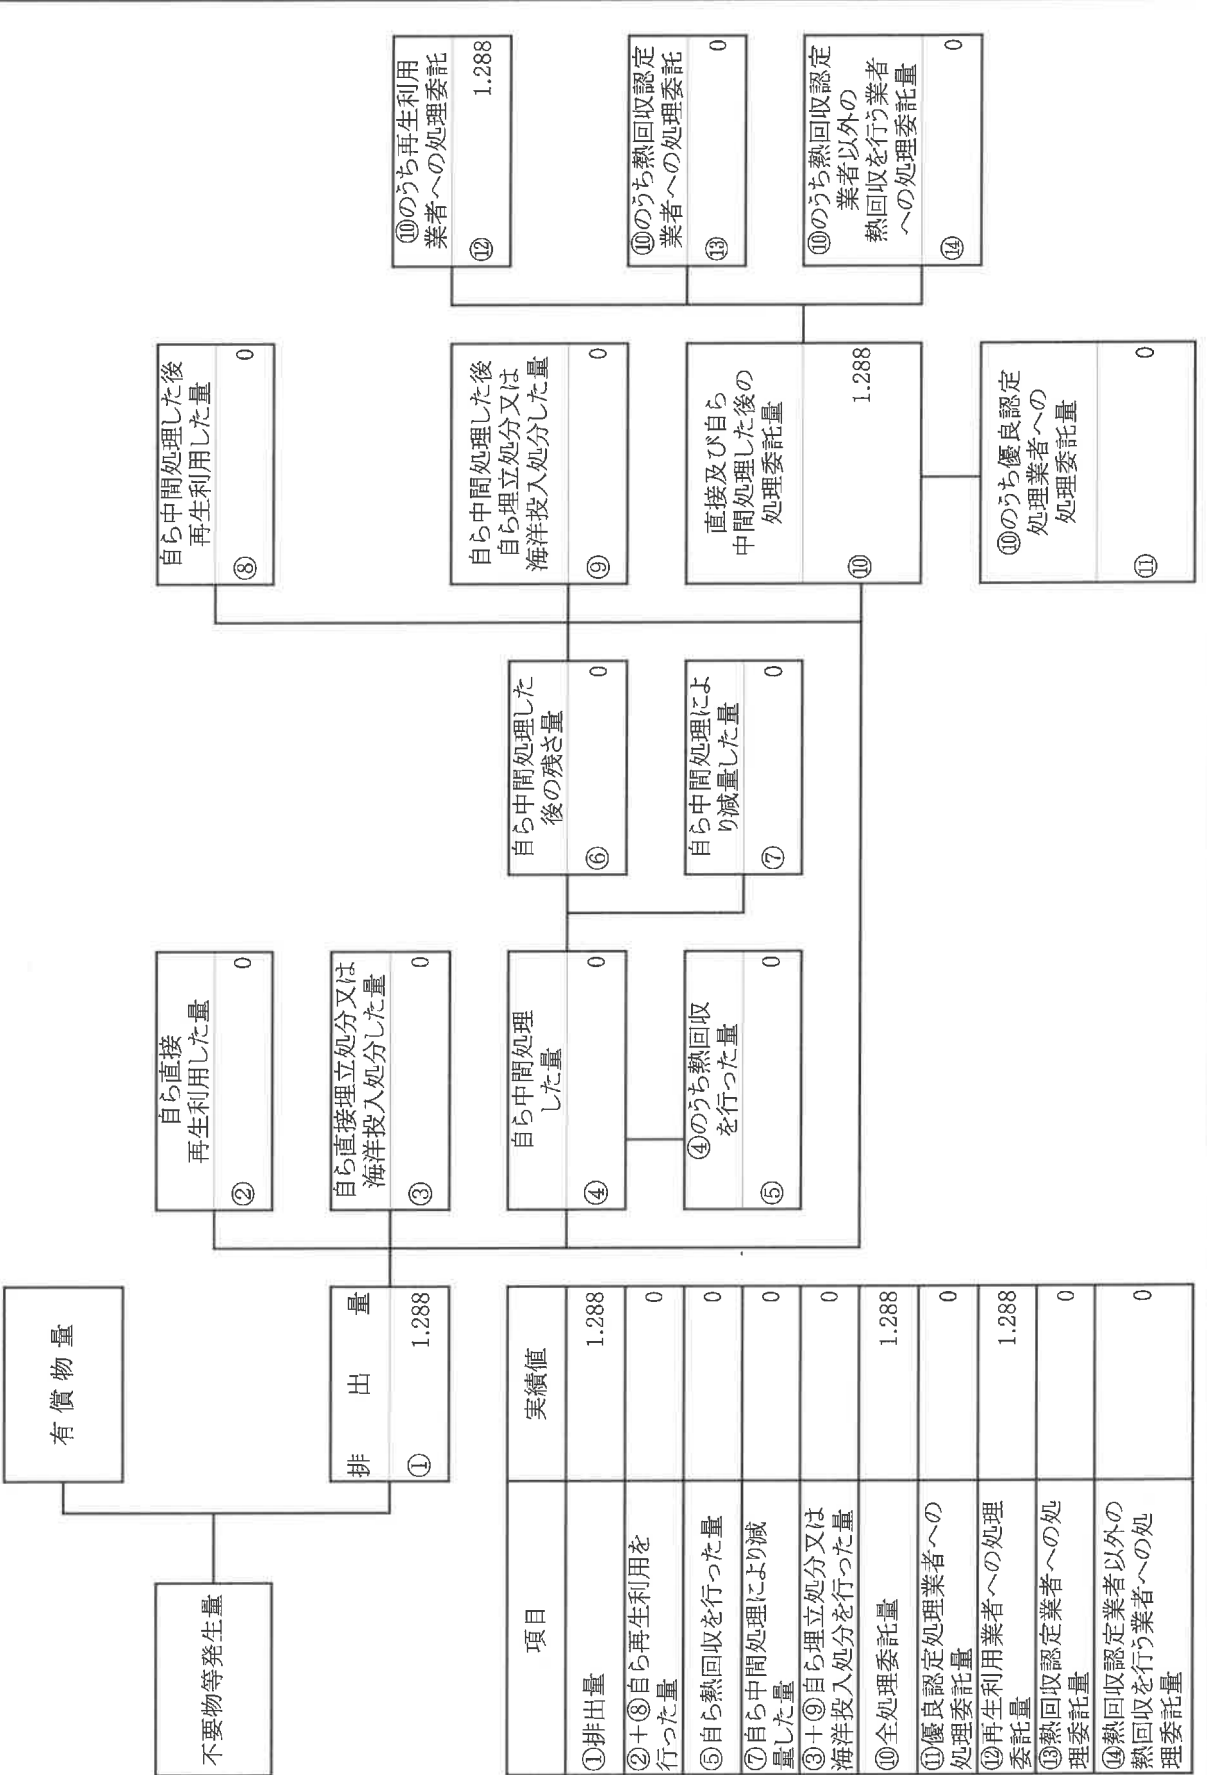 有償物量
不要物等発生量
排出量
① 1.288
自ら直接
再生利用した量
② 0
自ら直接埋立処分又は
海洋投入処分した量
③ 0
自ら中間処理
した量
④ 0
④のうち熱回収
を行った量
⑤ 0
自ら中間処理した
後の残さ量
⑥ 0
自ら中間処理によ
り減量した量
⑦ 0
自ら中間処理した後
再生利用した量
⑧ 0
自ら中間処理した後
自ら埋立処分又は
海洋投入処分した量
⑨ 0
直接及び自ら
中間処理した後の
処理委託量
⑩ 1.288
⑩のうち優良認定
処理業者への
処理委託量
⑪ 0
⑩のうち再生利用
業者への処理委託
⑫ 1.288
⑩のうち熱回収認定
業者への処理委託
⑬ 0
⑩のうち熱回収認定
業者以外の
熱回収を行う業者
への処理委託量
⑭ 0
項目 実績値
①排出量 1.288
②+⑧自ら再生利用を
行った量 0
⑤自ら熱回収を行った量 0
⑦自ら中間処理により減
量した量 0
③+⑨自ら埋立処分又は
海洋投入処分を行った量 0
⑩全処理委託量 1.288
⑪優良認定処理業者への
処理委託量 0
⑫再生利用業者への処理
委託量 1.288
⑬熱回収認定業者への処
理委託量 0
⑭熱回収認定業者以外の
熱回収を行う業者への処
理委託量 0